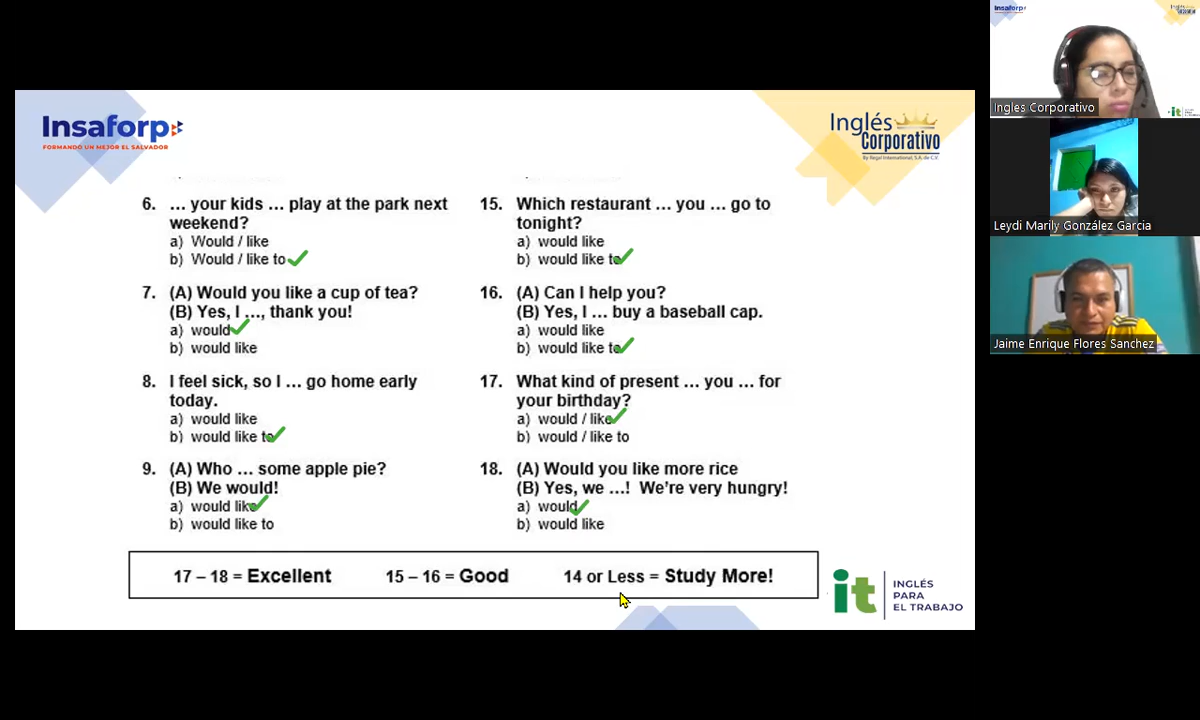 Insaforp
FORMANDO UN MEJOR EL SALVADOR
Inglés
Corporativo
By Regal International, S.A. de C.V.
6. ... your kids ... play at the park next
weekend?
a) Would / like
b) Would / like to
7. (A) Would you like a cup of tea?
(B) Yes, I ..., thank you!
a) would
b) would like
8. I feel sick, so I ... go home early
today.
a) would like
b) would like to
9. (A) Who ... some apple pie?
(B) We would!
a) would like
b) would like to
15. Which restaurant ... you ... go to
tonight?
a) would like
b) would like to
16. (A) Can I help you?
(B) Yes, I ... buy a baseball cap.
a) would like
b) would like to
17. What kind of present ... you ... for
your birthday?
a) would / like
b) would / like to
18. (A) Would you like more rice
(B) Yes, we ...! We're very hungry!
a) would
b) would like
17 – 18 = Excellent 15 – 16 = Good 14 or Less = Study More!
it INGLÉS
PARA
EL TRABAJO
Insaforp
Inglés
Corporativo
Ingles Corporativo
it
Leydi Marily González Garcia
Jaime Enrique Flores Sanchez